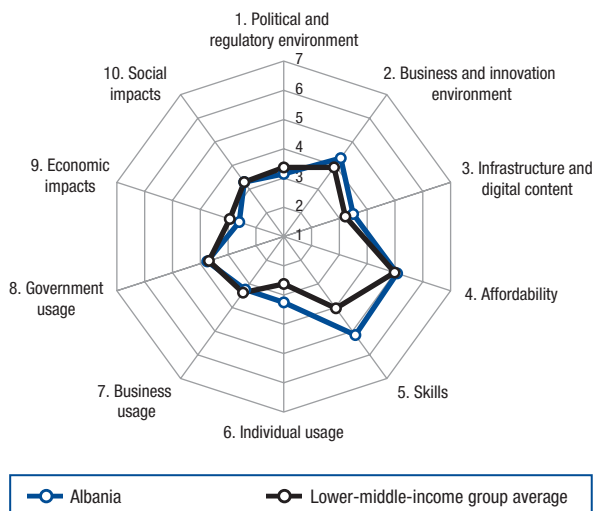 1. Political and
regulatory environment
2. Business and innovation
environment
3. Infrastructure and
digital content
4. Affordability
5. Skills
6. Individual usage
7. Business
usage
8. Government
usage
9. Economic
impacts
10. Social
impacts
7
6
5
4
3
2
1
Albania
Lower-middle-income group average